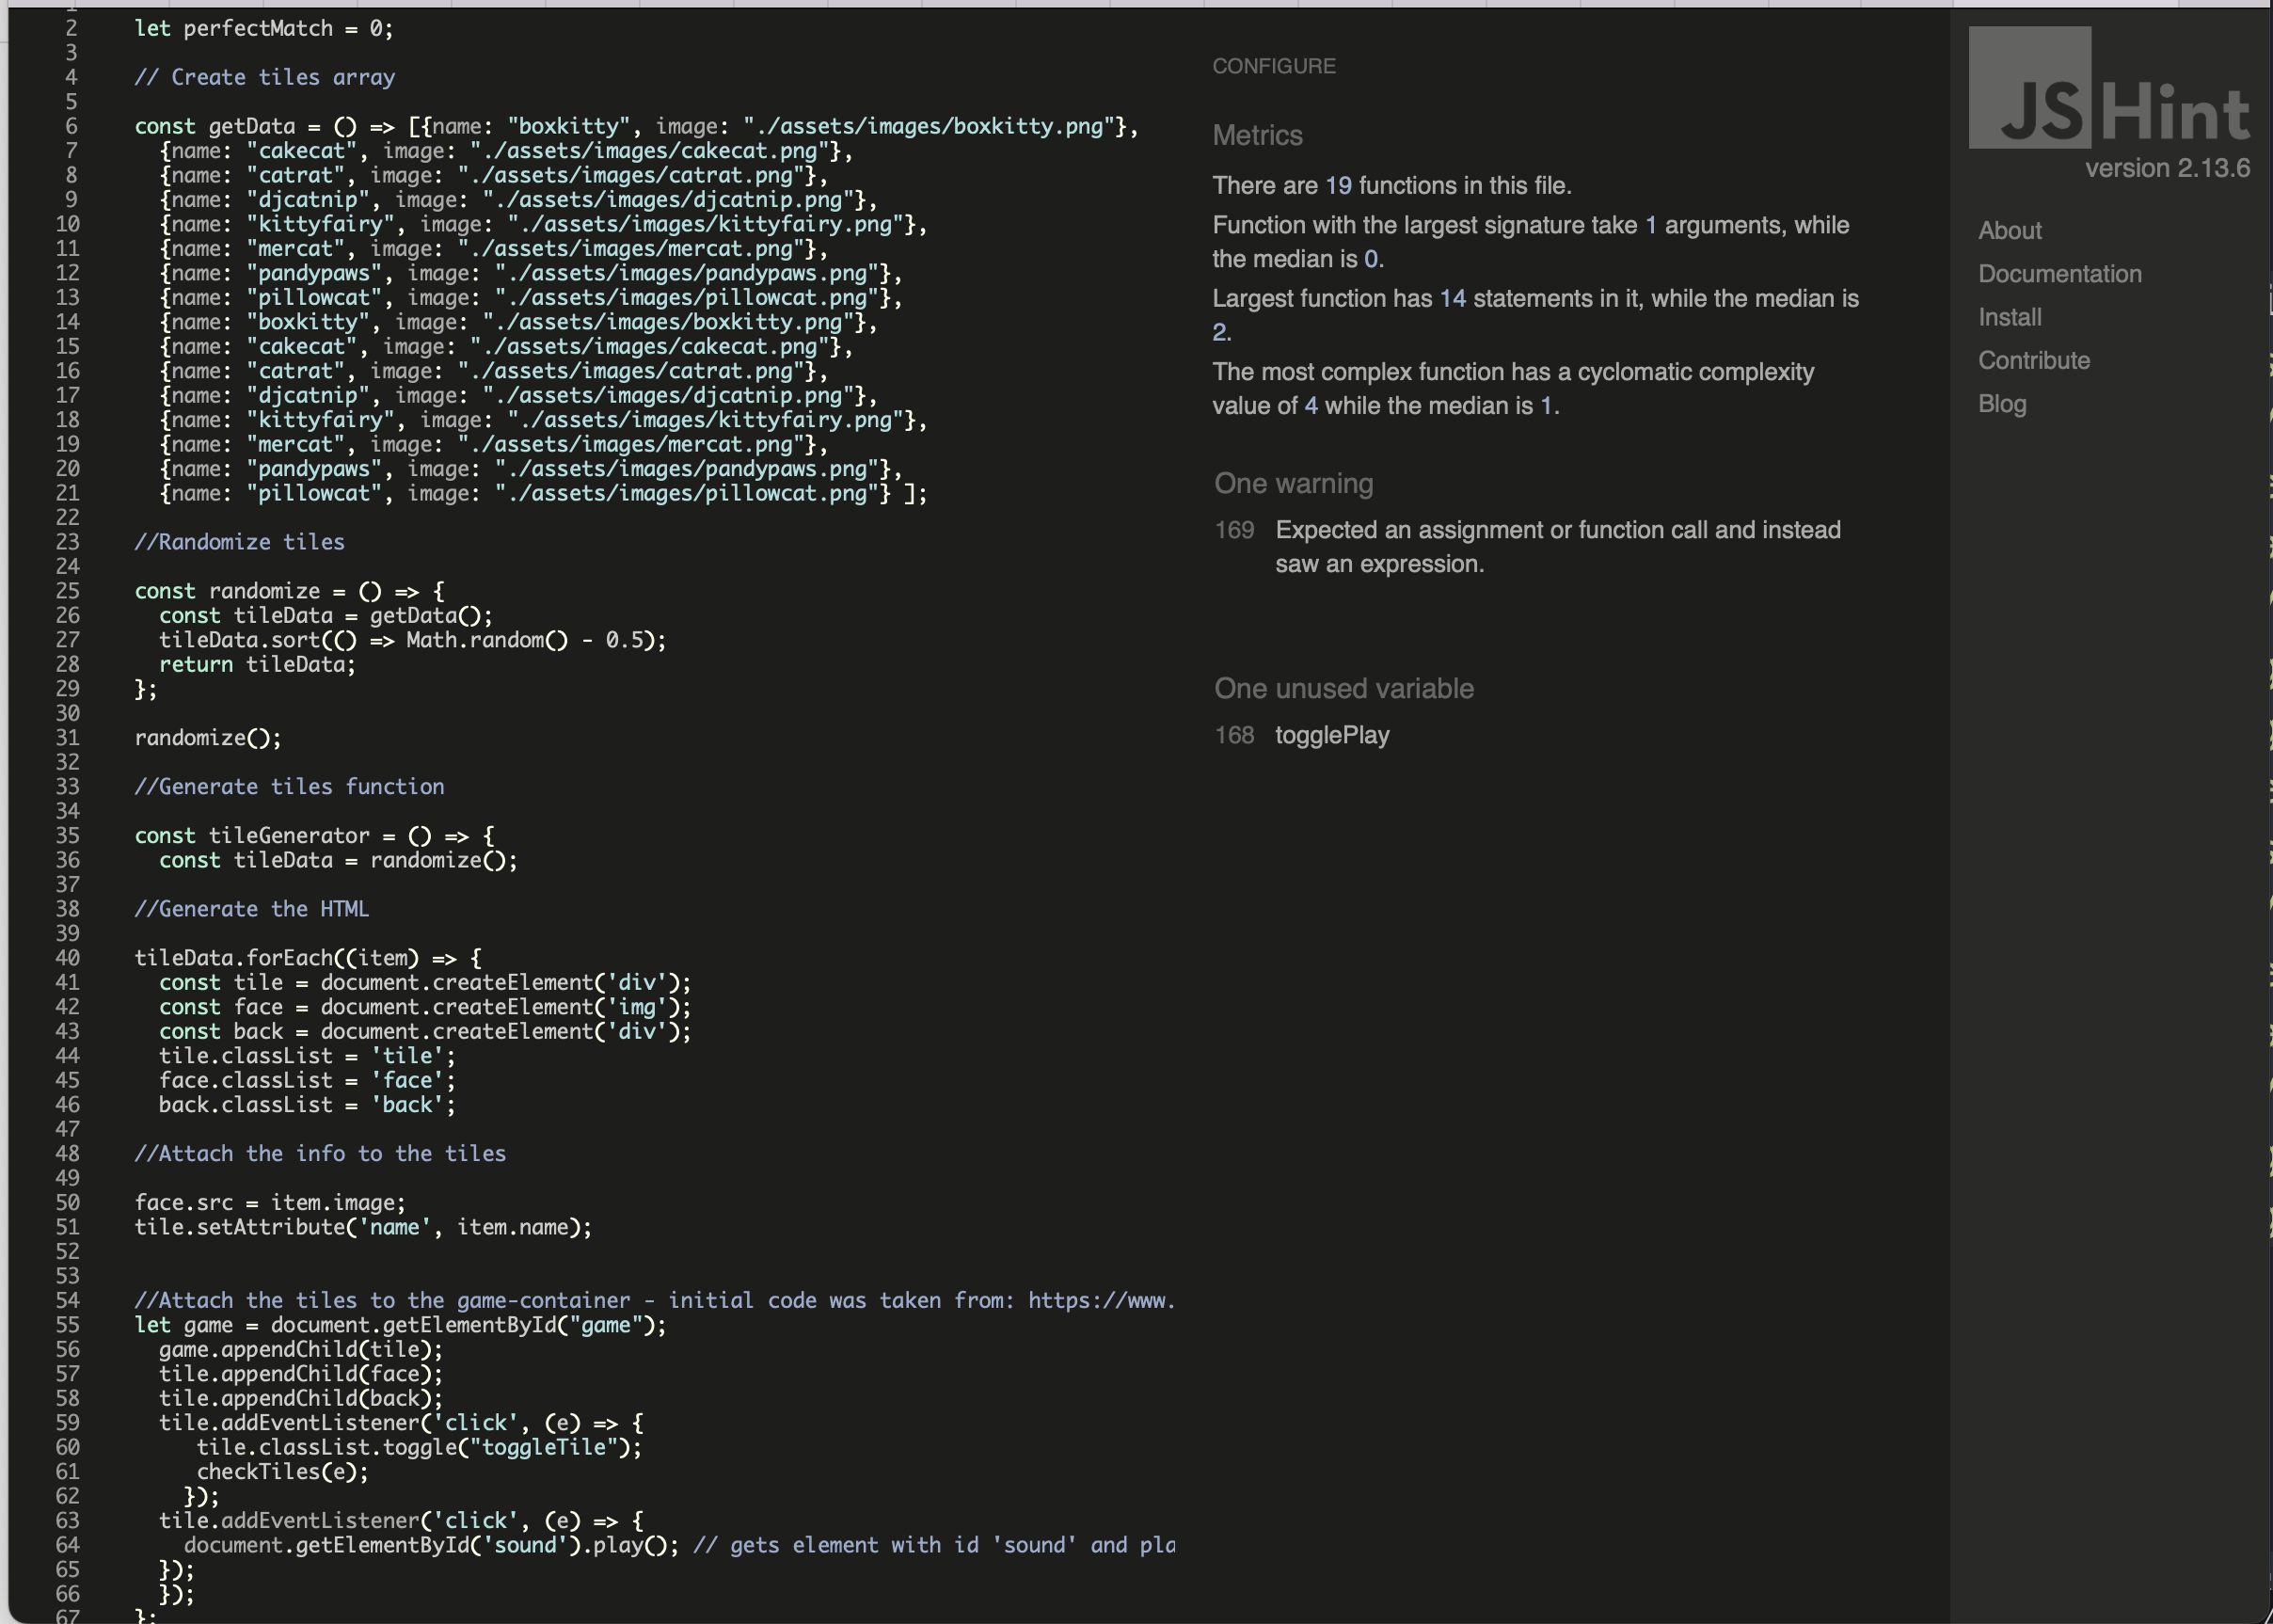 1
2 let perfectMatch = 0;
3
4 // Create tiles array
5
6 const getData = () => [{name: "boxkitty", image: "./assets/images/boxkitty.png"},
7 {name: "cakecat", image: "./assets/images/cakecat.png"},
8 {name: "catrat", image: "./assets/images/catrat.png"},
9 {name: "djcatnip", image: "./assets/images/djcatnip.png"},
10 {name: "kittyfairy", image: "./assets/images/kittyfairy.png"},
11 {name: "mercat", image: "./assets/images/mercat.png"},
12 {name: "pandypaws", image: "./assets/images/pandypaws.png"},
13 {name: "pillowcat", image: "./assets/images/pillowcat.png"},
14 {name: "boxkitty", image: "./assets/images/boxkitty.png"},
15 {name: "cakecat", image: "./assets/images/cakecat.png"},
16 {name: "catrat", image: "./assets/images/catrat.png"},
17 {name: "djcatnip", image: "./assets/images/djcatnip.png"},
18 {name: "kittyfairy", image: "./assets/images/kittyfairy.png"},
19 {name: "mercat", image: "./assets/images/mercat.png"},
20 {name: "pandypaws", image: "./assets/images/pandypaws.png"},
21 {name: "pillowcat", image: "./assets/images/pillowcat.png"} ];
22
23 //Randomize tiles
24
25 const randomize = () => {
26 const tileData = getData();
27 tileData.sort(() => Math.random() - 0.5);
28 return tileData;
29 };
30
31 randomize();
32
33 //Generate tiles function
34
35 const tileGenerator = () => {
36 const tileData = randomize();
37
38 //Generate the HTML
39
40 tileData.forEach((item) => {
41 const tile = document.createElement('div');
42 const face = document.createElement('img');
43 const back = document.createElement('div');
44 tile.classList = 'tile';
45 face.classList = 'face';
46 back.classList = 'back';
47
48 //Attach the info to the tiles
49
50 face.src = item.image;
51 tile.setAttribute('name', item.name);
52
53
54 //Attach the tiles to the game-container - initial code was taken from: https://www.
55 let game = document.getElementById("game");
56 game.appendChild(tile);
57 tile.appendChild(face);
58 tile.appendChild(back);
59 tile.addEventListener('click', (e) => {
60 tile.classList.toggle("toggleTile");
61 checkTiles(e);
62 });
63 tile.addEventListener('click', (e) => {
64 document.getElementById('sound').play(); // gets element with id 'sound' and pla
65 });
66 });
67 };
CONFIGURE
Metrics
There are 19 functions in this file.
Function with the largest signature take 1 arguments, while
the median is 0.
Largest function has 14 statements in it, while the median is
2.
The most complex function has a cyclomatic complexity
value of 4 while the median is 1.
One warning
169 Expected an assignment or function call and instead
saw an expression.
One unused variable
168 togglePlay
JSHint
version 2.13.6
About
Documentation
Install
Contribute
Blog